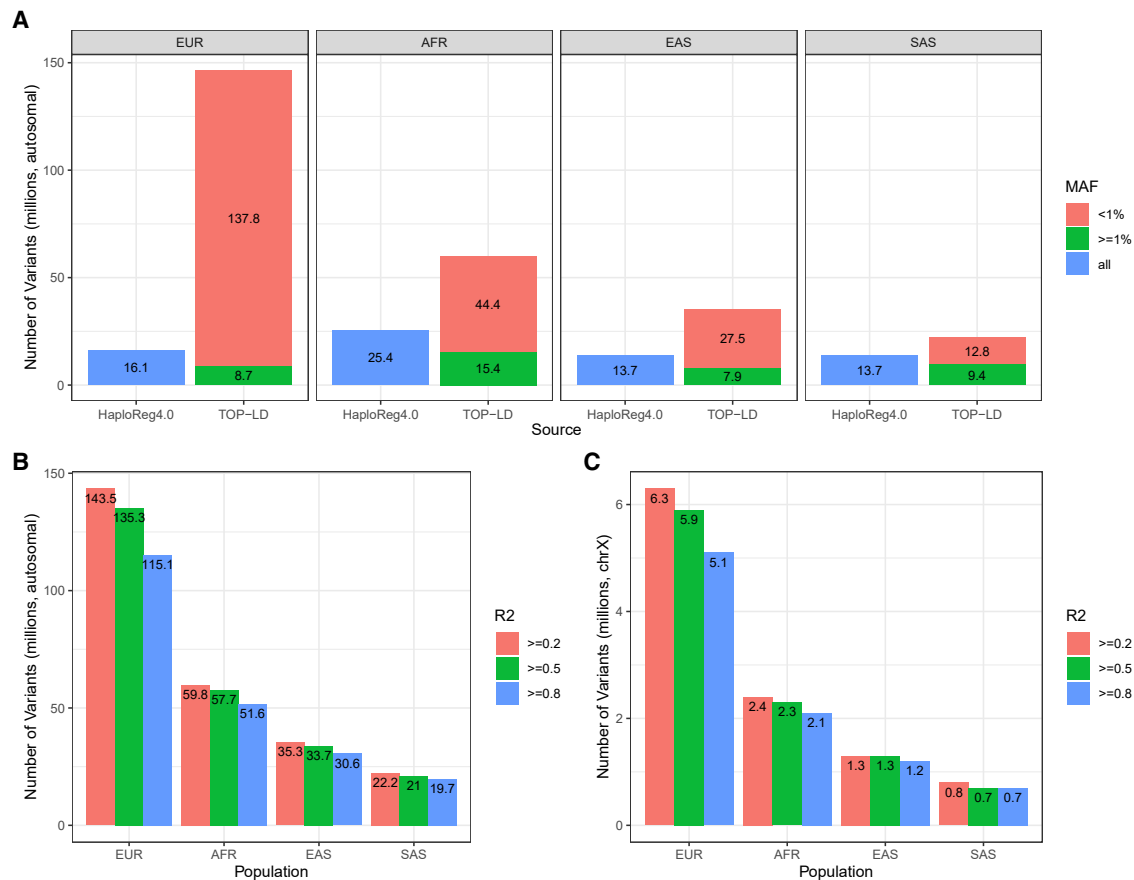 A
EUR AFR EAS SAS
Number of Variants (millions, autosomal)
150
100
50
0
16.1 137.8 8.7
25.4 44.4 15.4
13.7 27.5 7.9
13.7 12.8 9.4
HaploReg4.0 TOP−LD HaploReg4.0 TOP−LD HaploReg4.0 TOP−LD HaploReg4.0 TOP−LD
Source
MAF
<1%
>=1%
all
B
Number of Variants (millions, autosomal)
150
100
50
0
143.5 135.3 115.1
59.8 57.7 51.6
35.3 33.7 30.6
22.2 21 19.7
EUR AFR EAS SAS
Population
R2
>=0.2
>=0.5
>=0.8
C
Number of Variants (millions, chrX)
6
4
2
0
6.3 5.9 5.1
2.4 2.3 2.1
1.3 1.3 1.2
0.8 0.7 0.7
EUR AFR EAS SAS
Population
R2
>=0.2
>=0.5
>=0.8